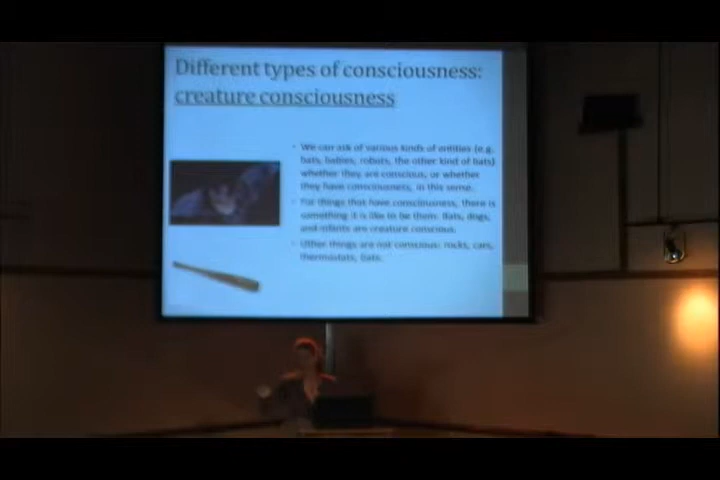 Different types of consciousness:
creature consciousness
• We can ask of various kinds of entities (e.g.
bats, babies, robots, the other kind of bats)
whether they are conscious, or whether
they have consciousness, in this sense.
• For things that have consciousness, there is
something it is like to be them. Bats, dogs,
and infants are creature conscious.
• Other things are not conscious: rocks, cars,
thermostats, bats.